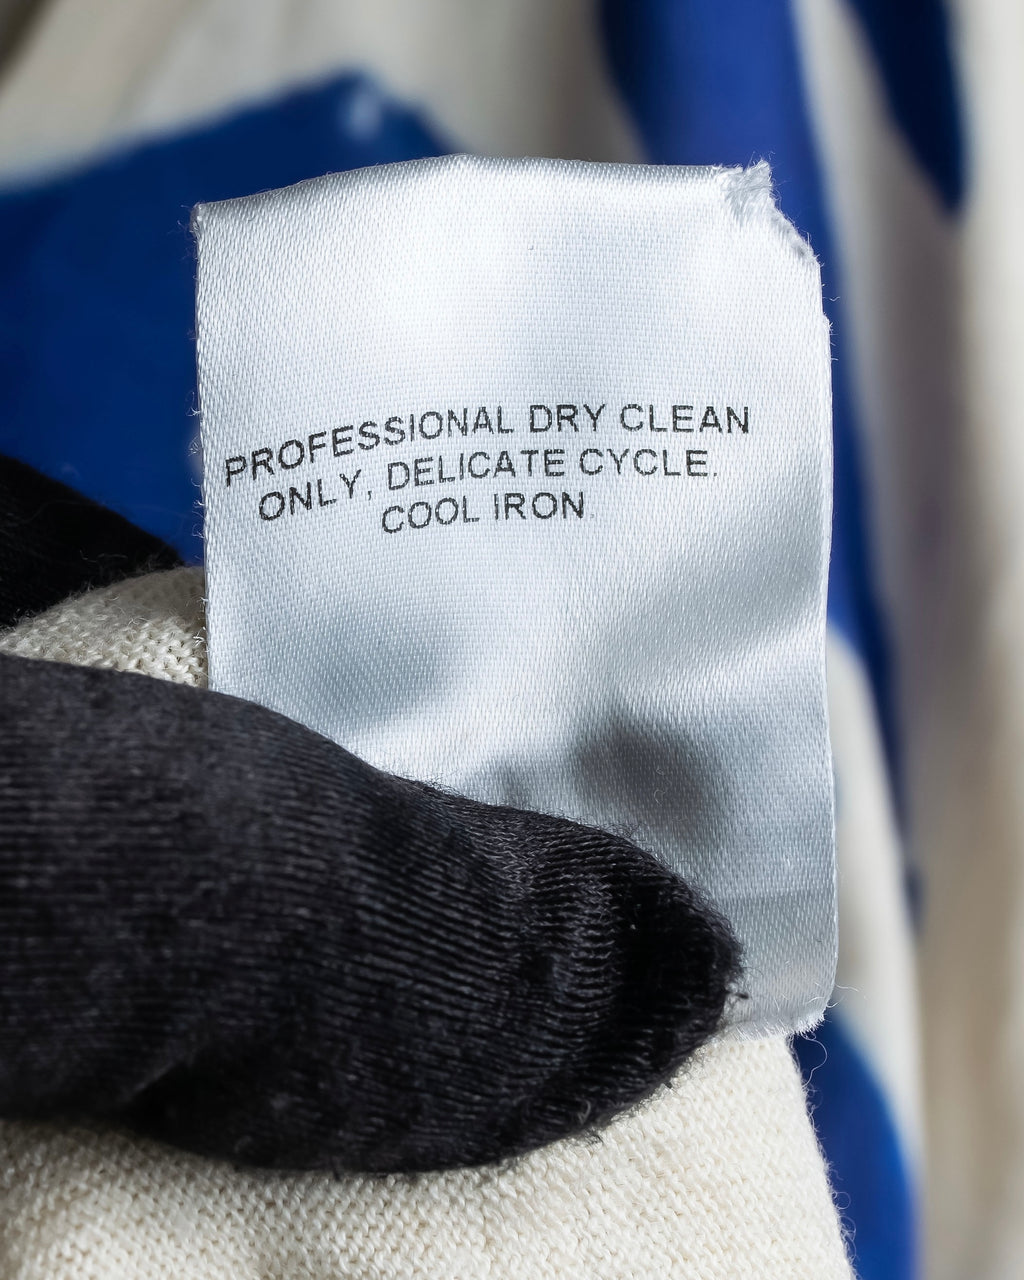 PROFESSIONAL DRY CLEAN
ONLY, DELICATE CYCLE.
COOL IRON.